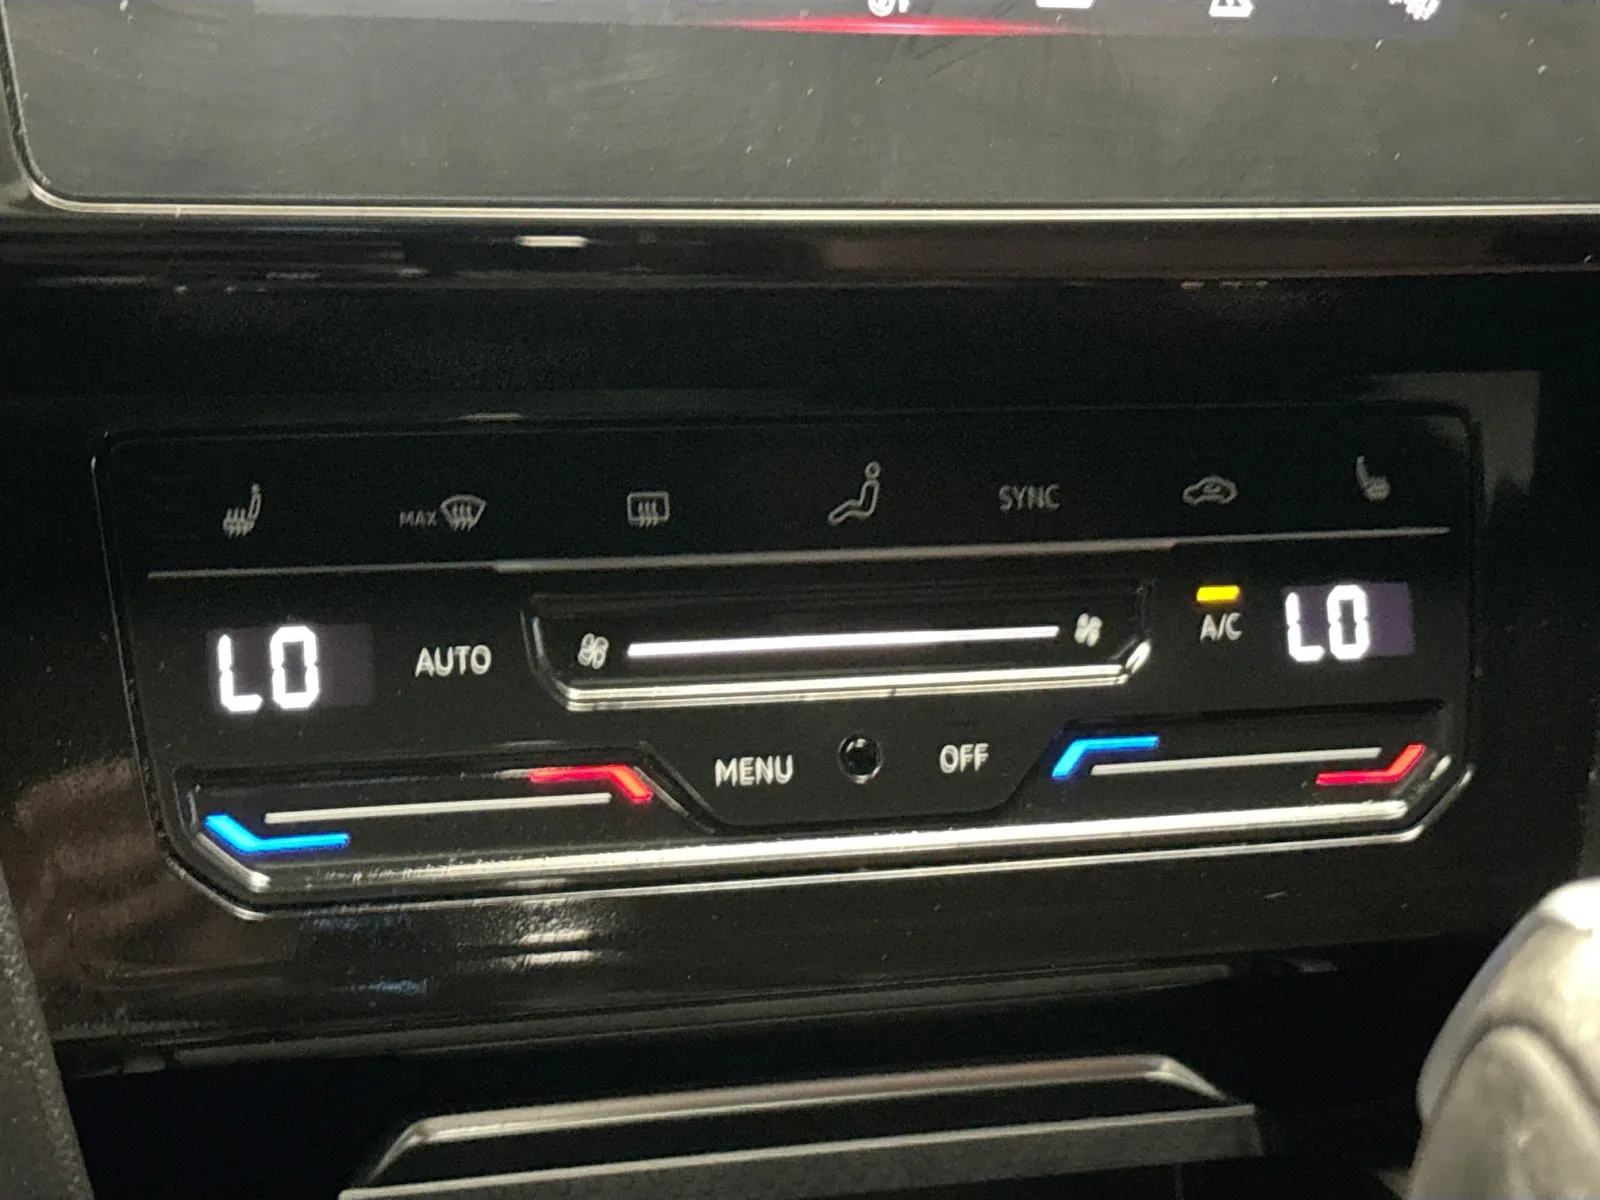 MAX SYNC
LO AUTO A/C LO
MENU OFF